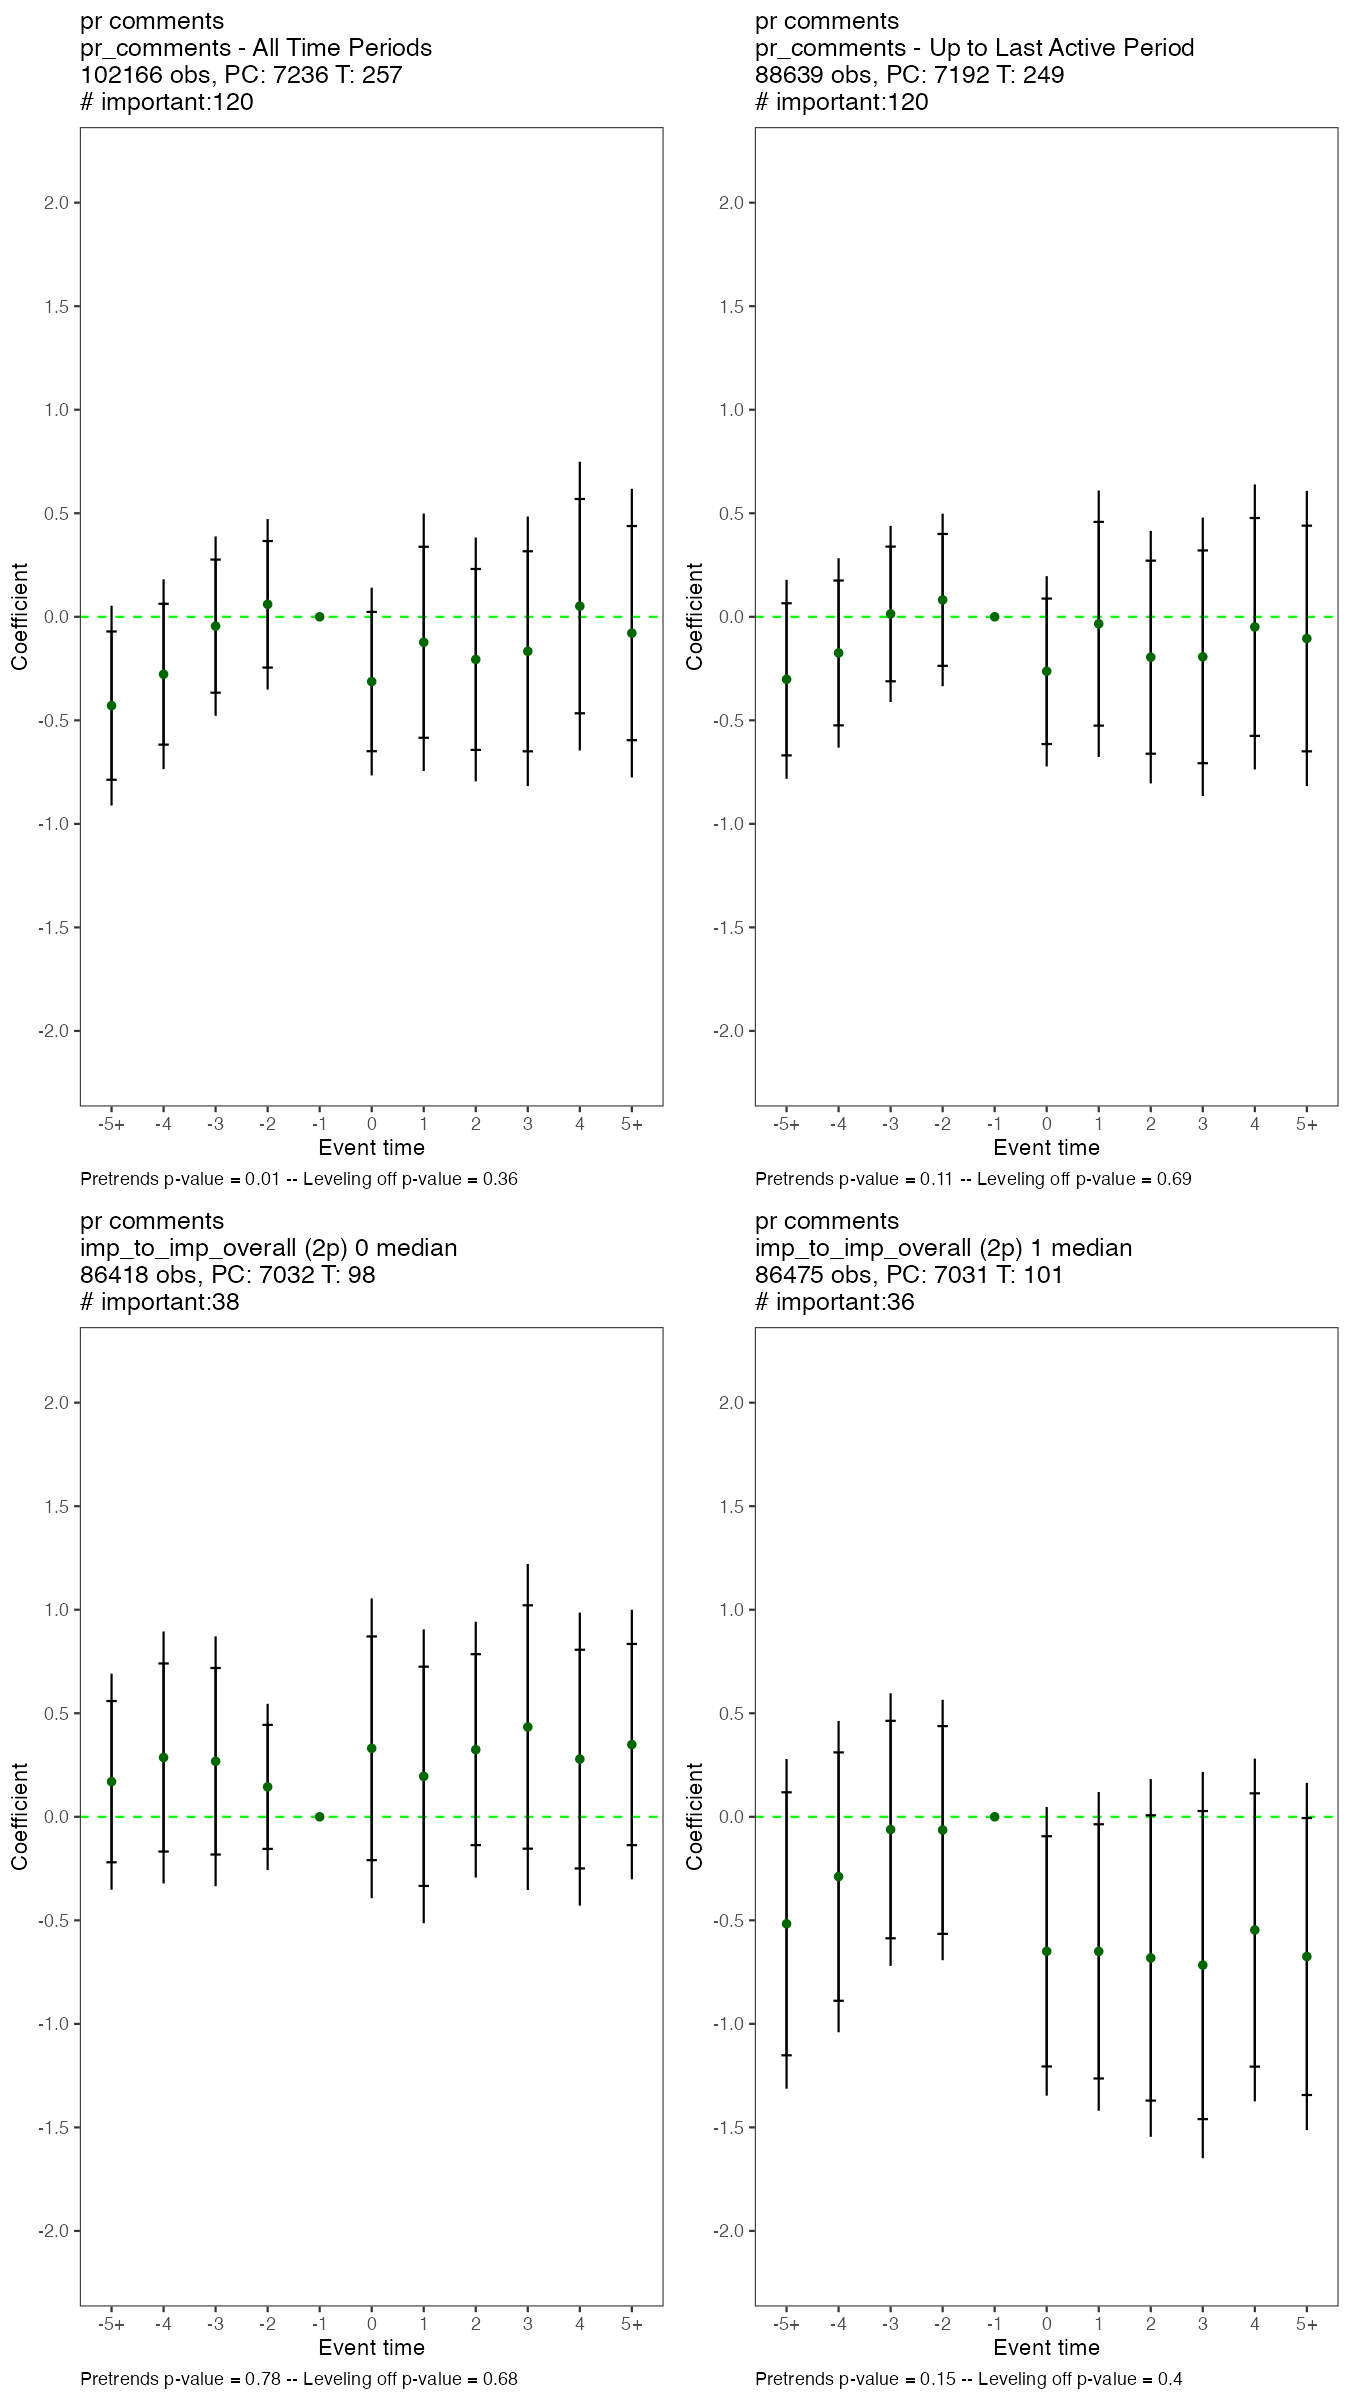 pr comments
pr_comments - All Time Periods
102166 obs, PC: 7236 T: 257
# important:120
2.0
1.5
1.0
0.5
0.0
-0.5
-1.0
-1.5
-2.0
Coefficient
-5+ -4 -3 -2 -1 0 1 2 3 4 5+
Event time
Pretrends p-value = 0.01 -- Leveling off p-value = 0.36
pr comments
pr_comments - Up to Last Active Period
88639 obs, PC: 7192 T: 249
# important:120
2.0
1.5
1.0
0.5
0.0
-0.5
-1.0
-1.5
-2.0
Coefficient
-5+ -4 -3 -2 -1 0 1 2 3 4 5+
Event time
Pretrends p-value = 0.11 -- Leveling off p-value = 0.69
pr comments
imp_to_imp_overall (2p) 0 median
86418 obs, PC: 7032 T: 98
# important:38
2.0
1.5
1.0
0.5
0.0
-0.5
-1.0
-1.5
-2.0
Coefficient
-5+ -4 -3 -2 -1 0 1 2 3 4 5+
Event time
Pretrends p-value = 0.78 -- Leveling off p-value = 0.68
pr comments
imp_to_imp_overall (2p) 1 median
86475 obs, PC: 7031 T: 101
# important:36
2.0
1.5
1.0
0.5
0.0
-0.5
-1.0
-1.5
-2.0
Coefficient
-5+ -4 -3 -2 -1 0 1 2 3 4 5+
Event time
Pretrends p-value = 0.15 -- Leveling off p-value = 0.4